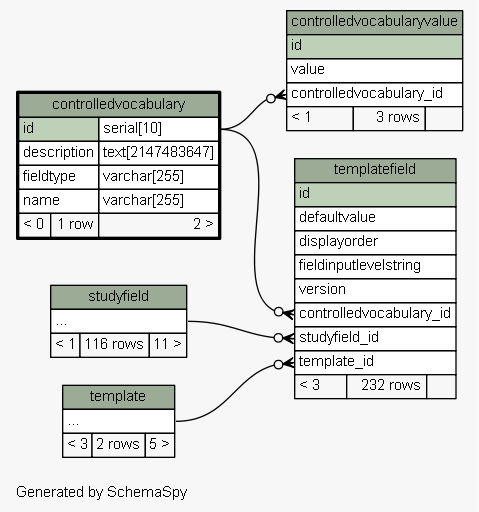 controlledvocabularyvalue
id
value
controlledvocabulary_id
< 1 3 rows
controlledvocabulary
id serial[10]
description text[2147483647]
fieldtype varchar[255]
name varchar[255]
< 0 1 row 2 >
templatefield
id
defaultvalue
displayorder
fieldinputlevelstring
version
controlledvocabulary_id
studyfield_id
template_id
< 3 232 rows
studyfield
...
< 1 116 rows 11 >
template
...
< 3 2 rows 5 >
Generated by SchemaSpy